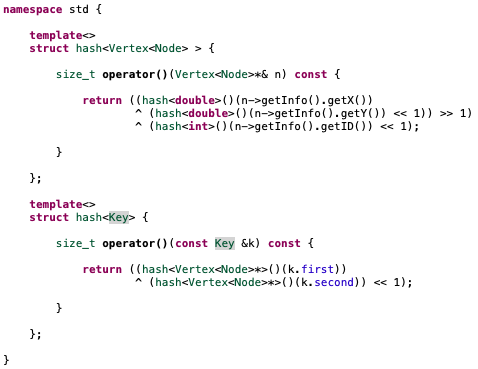 namespace std {
template<>
struct hash<Vertex<Node> > {
size_t operator()(Vertex<Node>*& n) const {
return ((hash<double>()(n->getInfo().getX())
^ (hash<double>()(n->getInfo().getY()) << 1)) >> 1)
^ (hash<int>()(n->getInfo().getID()) << 1);
}
};
template<>
struct hash<Key> {
size_t operator()(const Key &k) const {
return ((hash<Vertex<Node>*>()(k.first))
^ (hash<Vertex<Node>*>()(k.second)) << 1);
}
};
}